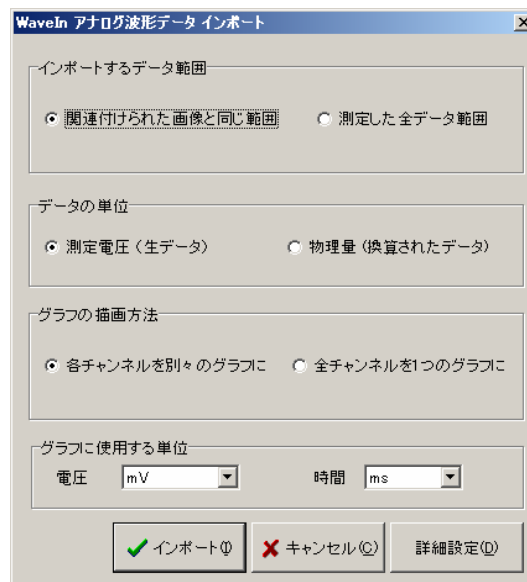 WaveIn アナログ波形データ インポート
インポートするデータ範囲
関連付けられた画像と同じ範囲 測定した全データ範囲
データの単位
測定電圧(生データ) 物理量(換算されたデータ)
グラフの描画方法
各チャンネルを別々のグラフに 全チャンネルを1つのグラフに
グラフに使用する単位
電圧 mV 時間 ms
インポート(I) キャンセル(C) 詳細設定(D)